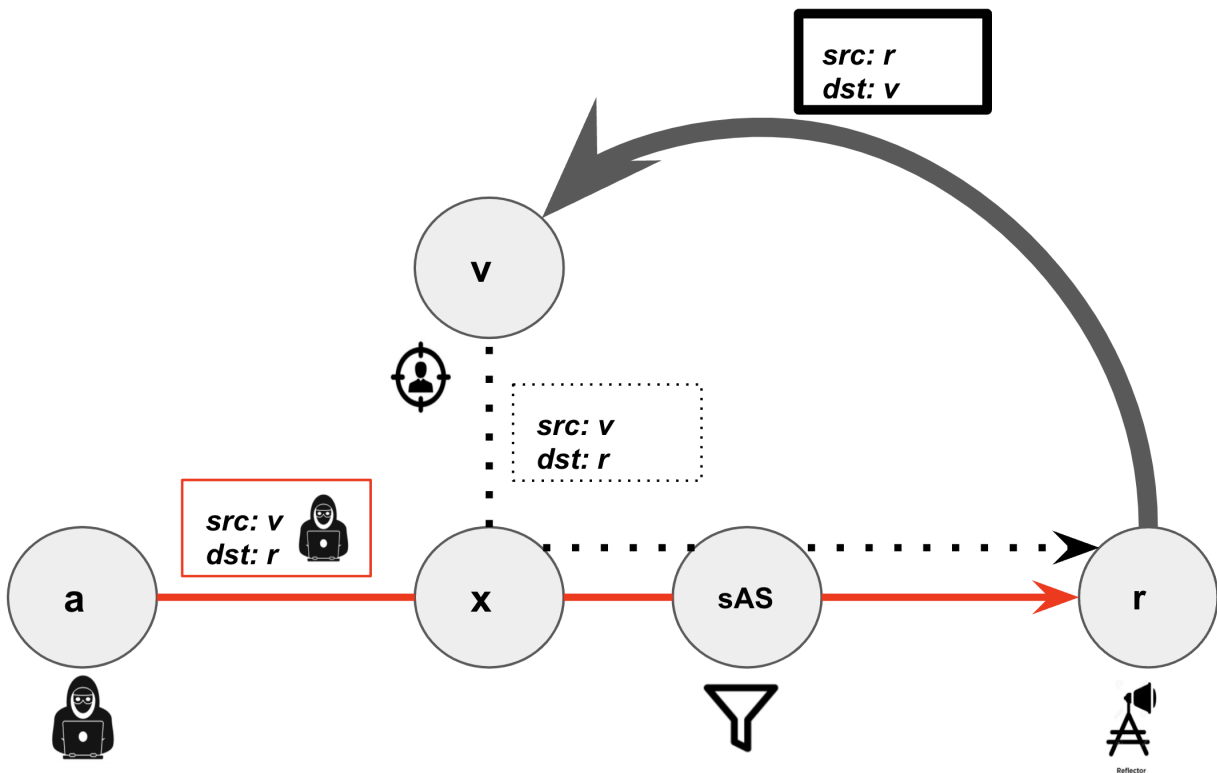 src: r
dst: v
v
src: v
dst: r
src: v
dst: r
a
x
sAS
r
Reflector